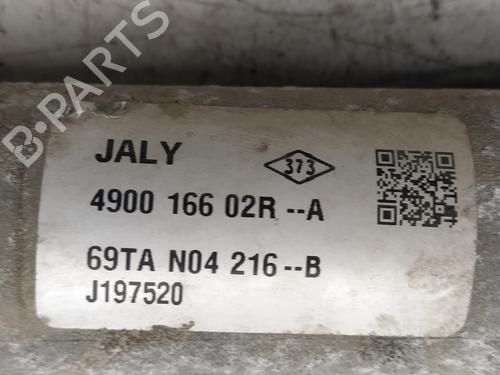 B-PARTS
JALY
373
4900 166 02R --A
69TA N04 216 --B
J197520